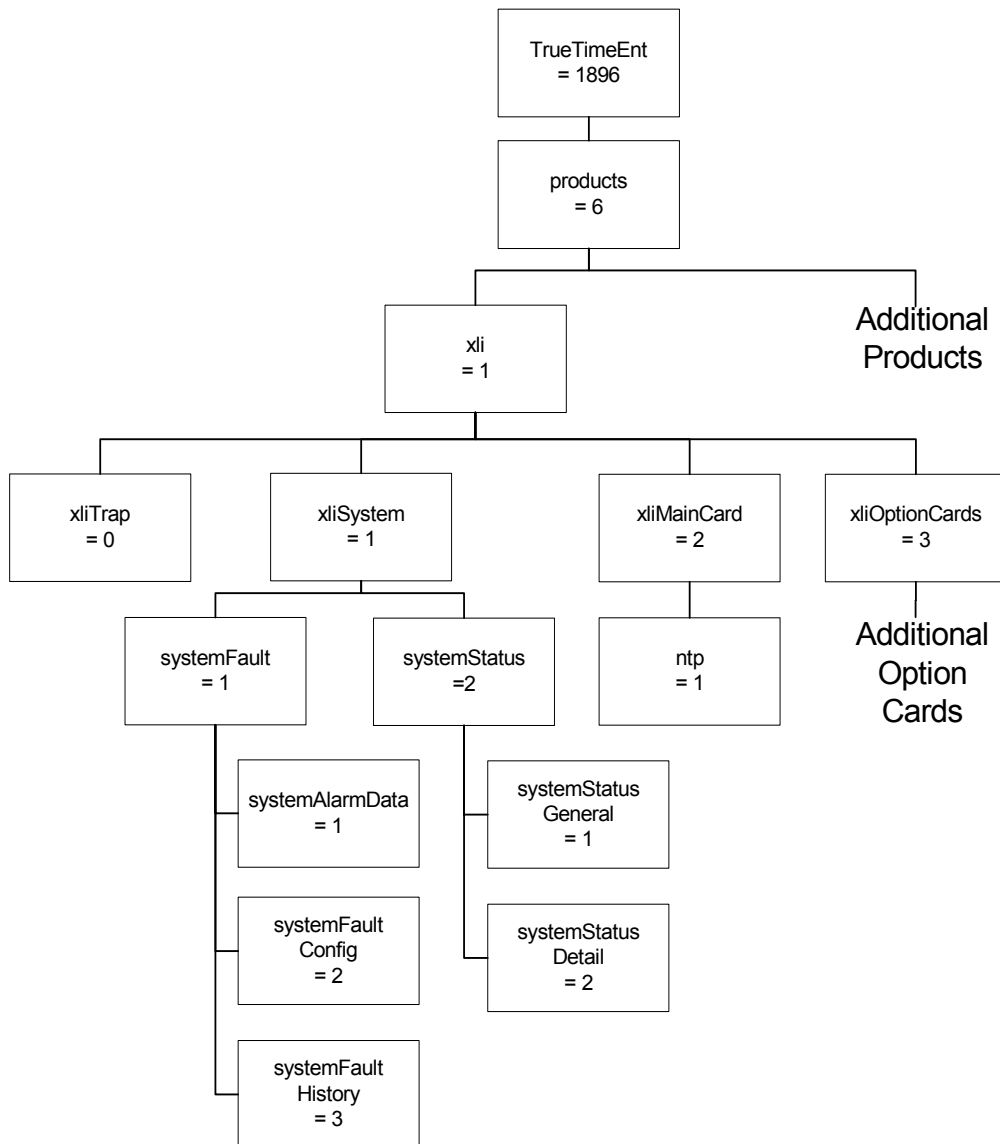 TrueTimeEnt
= 1896
products
= 6
Additional
Products
xli
= 1
xliTrap
= 0
xliSystem
= 1
xliMainCard
= 2
xliOptionCards
= 3
systemFault
= 1
systemStatus
=2
ntp
= 1
Additional
Option
Cards
systemAlarmData
= 1
systemStatus
General
= 1
systemFault
Config
= 2
systemStatus
Detail
= 2
systemFault
History
= 3